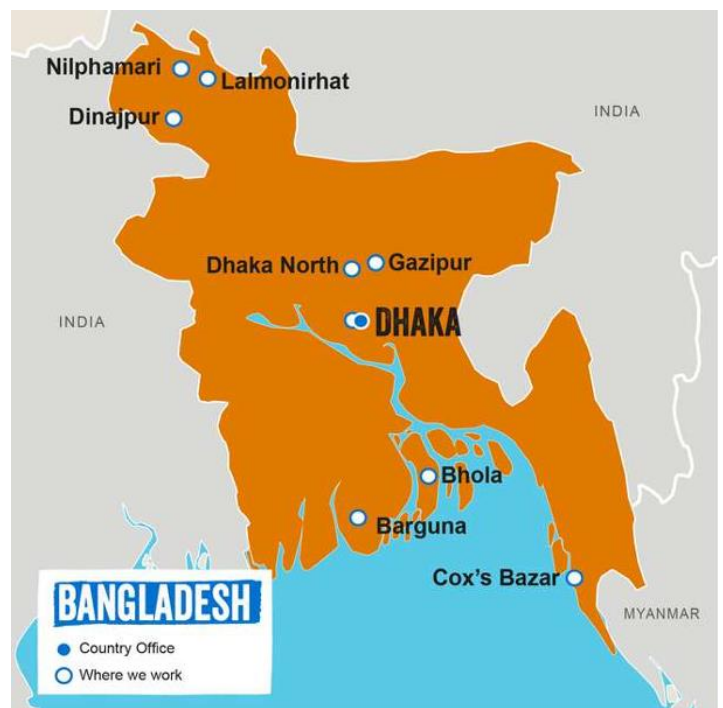 Nilphamari
Lalmonirhat
Dinajpur
INDIA
Dhaka North
Gazipur
INDIA
DHAKA
Bhola
Barguna
Cox's Bazar
MYANMAR
BANGLADESH
Country Office
Where we work